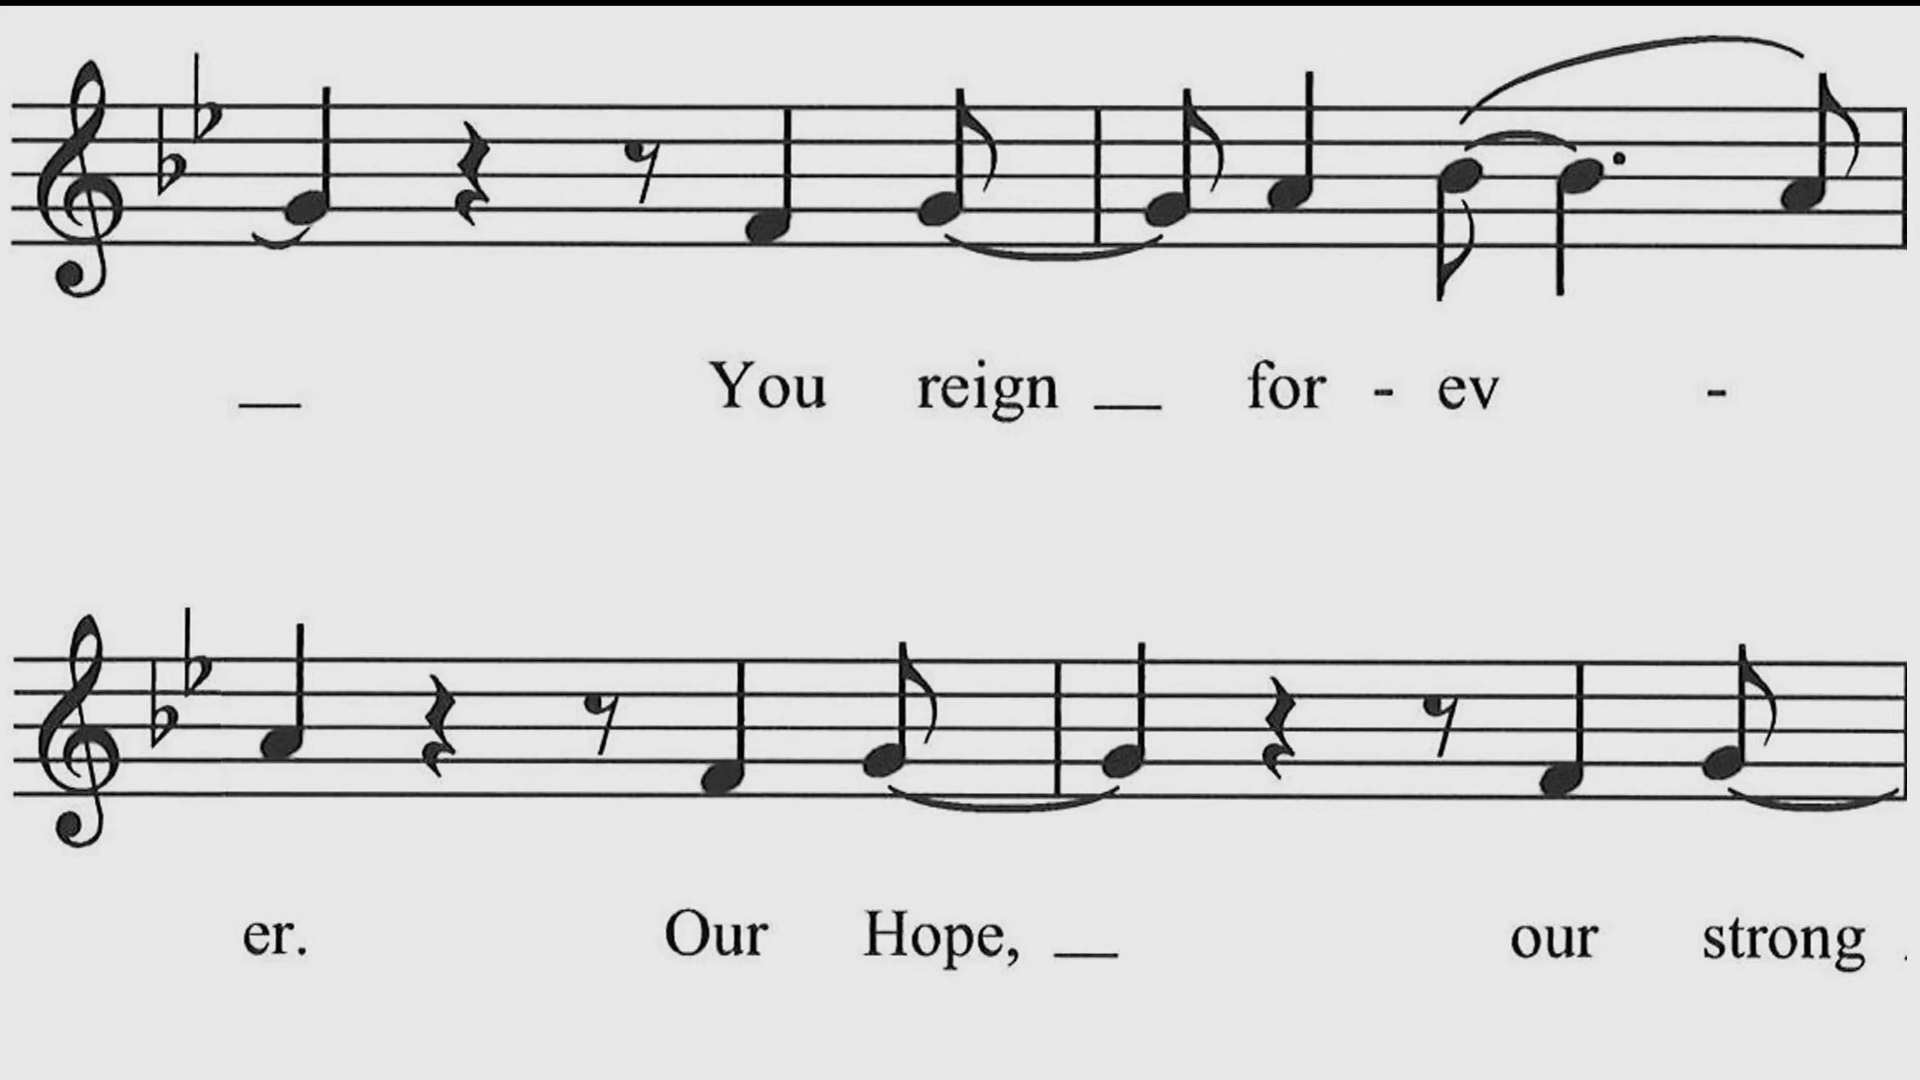 _ You reign _ for - ev -
er. Our Hope, _ our strong